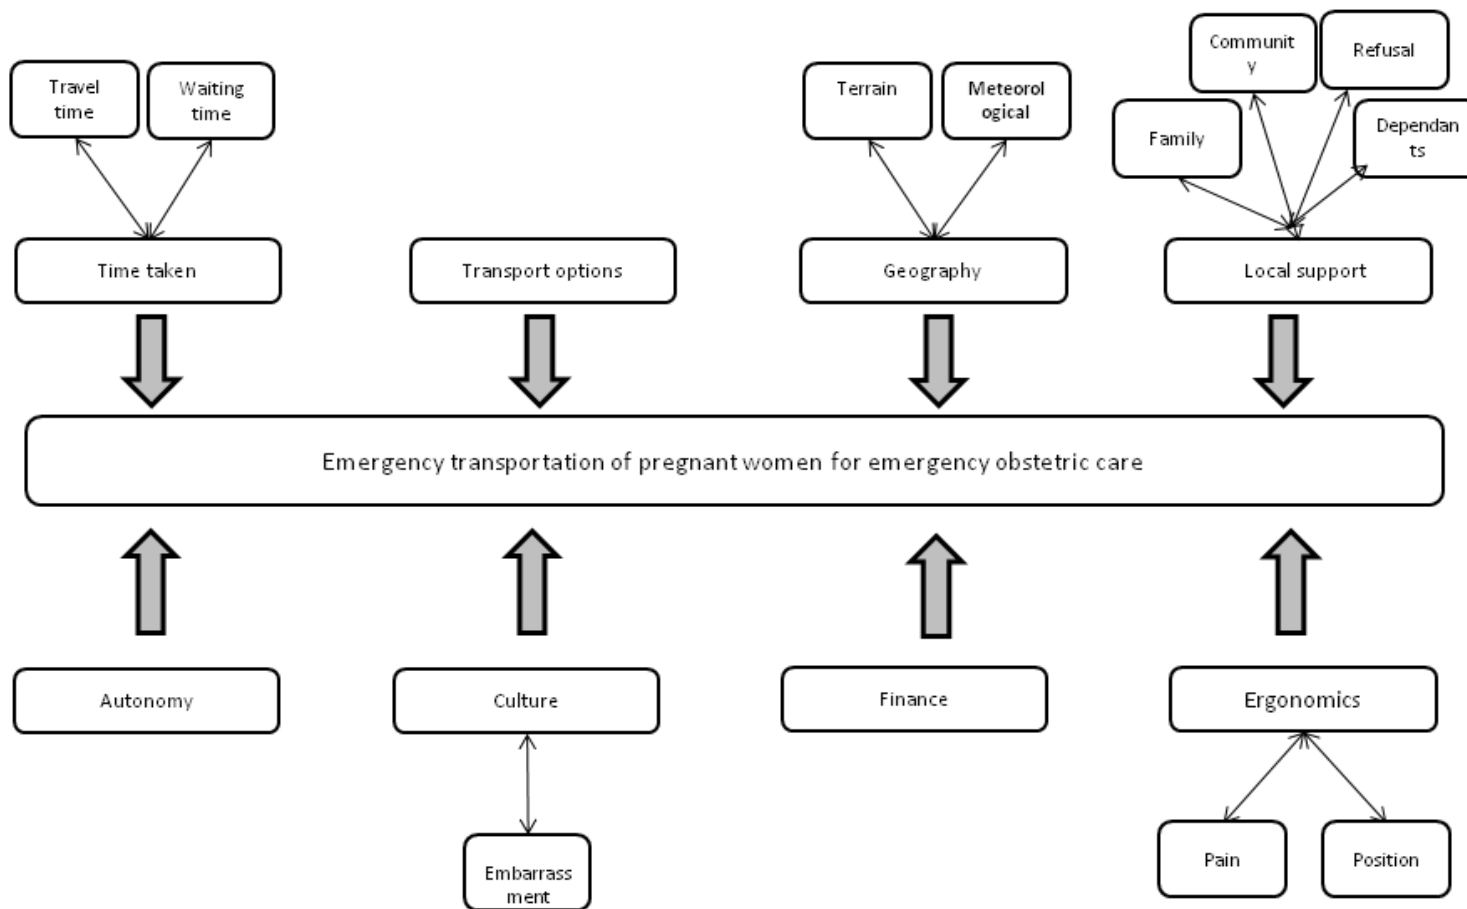 Communit
y
Refusal
Travel
time
Waiting
time
Terrain
Meteorol
ogical
Family
Dependan
ts
Time taken
Transport options
Geography
Local support
Emergency transportation of pregnant women for emergency obstetric care
Autonomy
Culture
Finance
Ergonomics
Embarrass
ment
Pain
Position